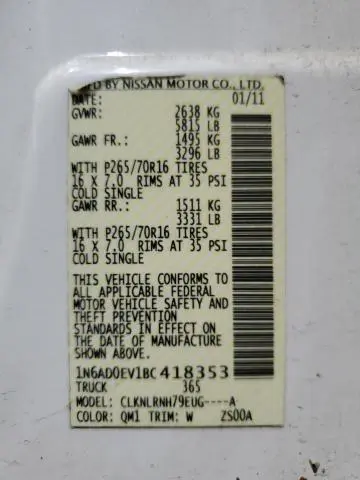 MFD BY NISSAN MOTOR CO., LTD.
DATE: 01/11
GVWR: 2638 KG
5815 LB
GAWR FR.: 1495 KG
3296 LB
WITH P265/70R16 TIRES
16 X 7.0 RIMS AT 35 PSI
COLD SINGLE
GAWR RR.: 1511 KG
3331 LB
WITH P265/70R16 TIRES
16 X 7.0 RIMS AT 35 PSI
COLD SINGLE
THIS VEHICLE CONFORMS TO
ALL APPLICABLE FEDERAL
MOTOR VEHICLE SAFETY AND
THEFT PREVENTION
STANDARDS IN EFFECT ON
THE DATE OF MANUFACTURE
SHOWN ABOVE.
1N6AD0EV1BC418353
TRUCK 365
MODEL: CLKNLRNH79EUG----A
COLOR: QM1 TRIM: W ZS00A